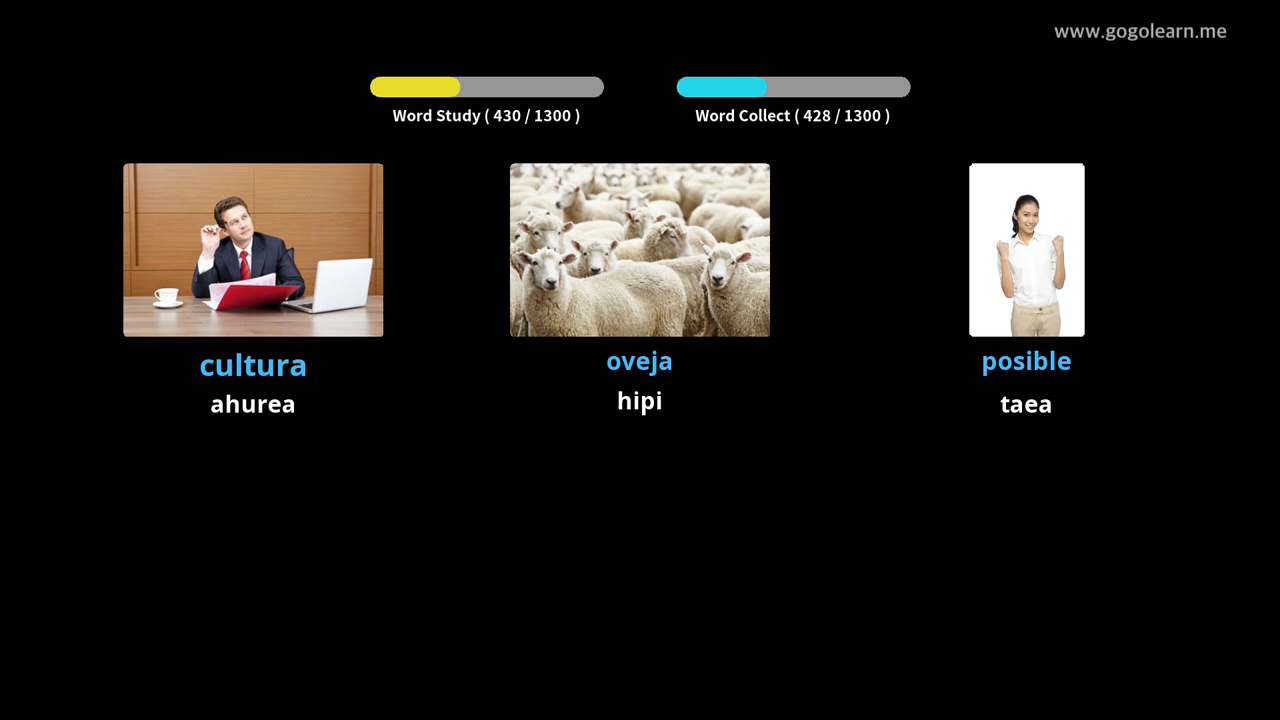 www.gogolearn.me
Word Study ( 430 / 1300 )
Word Collect ( 428 / 1300 )
cultura
ahurea
oveja
hipi
posible
taea